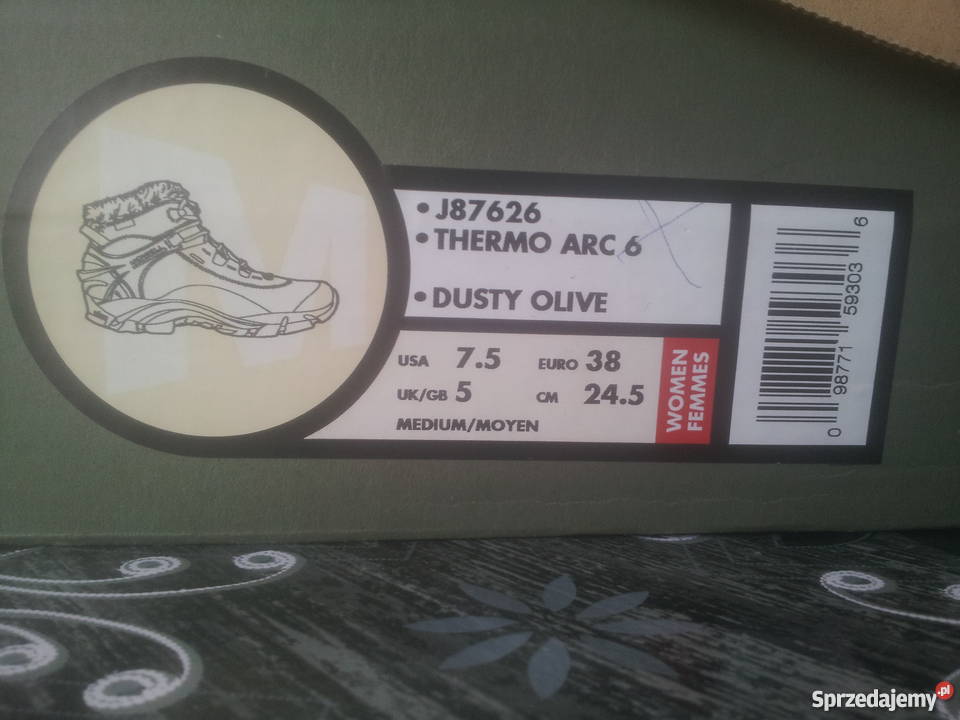 • J87626
• THERMO ARC 6
• DUSTY OLIVE
USA 7.5 EURO 38
UK/GB 5 CM 24.5
MEDIUM/MOYEN
WOMEN
FEMMES
0 98771 59303 6
Sprzedajemy.pl